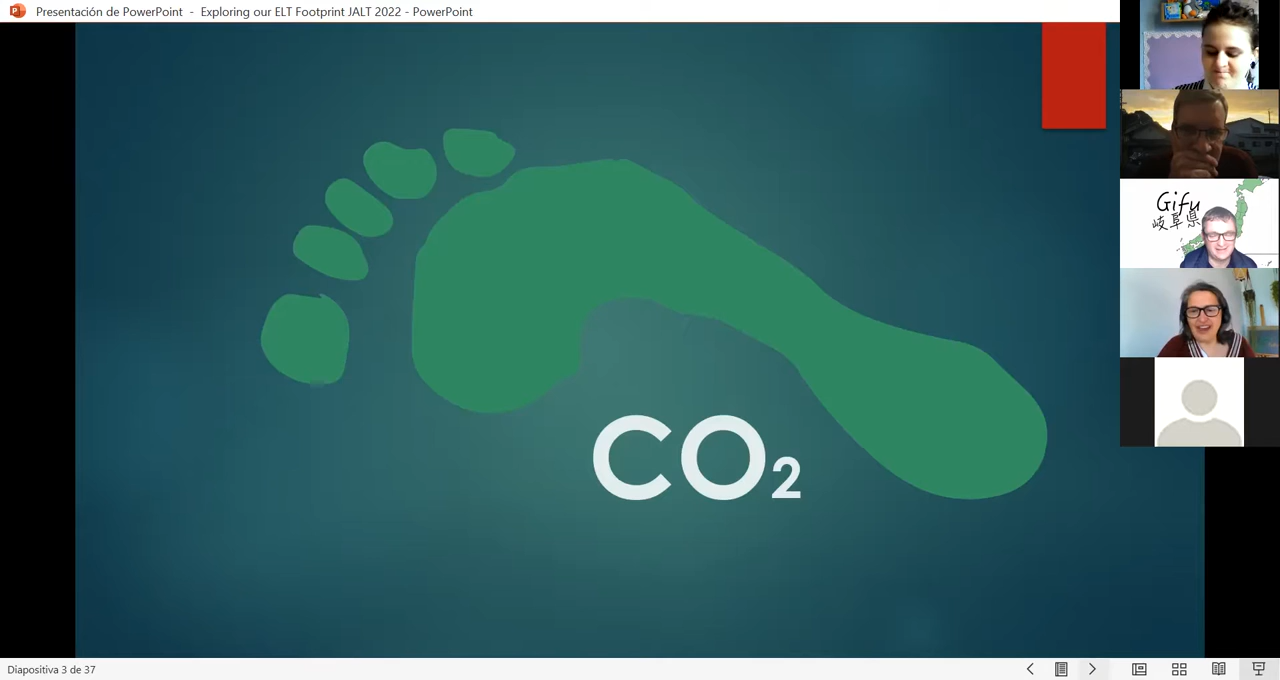 Presentación de PowerPoint - Exploring our ELT Footprint JALT 2022 - PowerPoint
Gifu
岐阜県
CO₂
Diapositiva 3 de 37